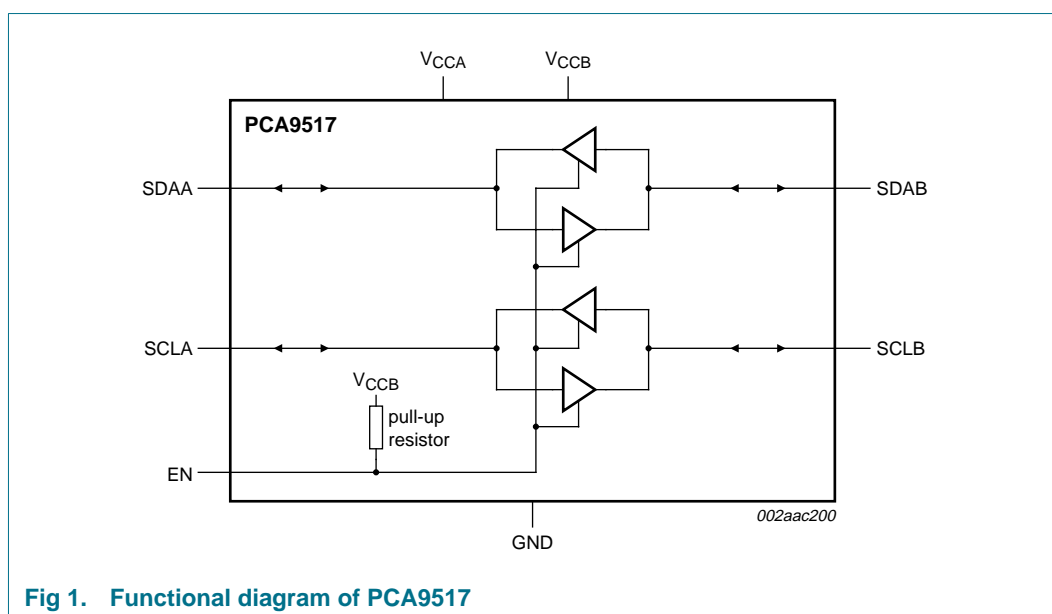 VCCA VCCB
PCA9517
SDAA SDAB
SCLA SCLB
VCCB
pull-up
resistor
EN
002aac200
GND
Fig 1. Functional diagram of PCA9517